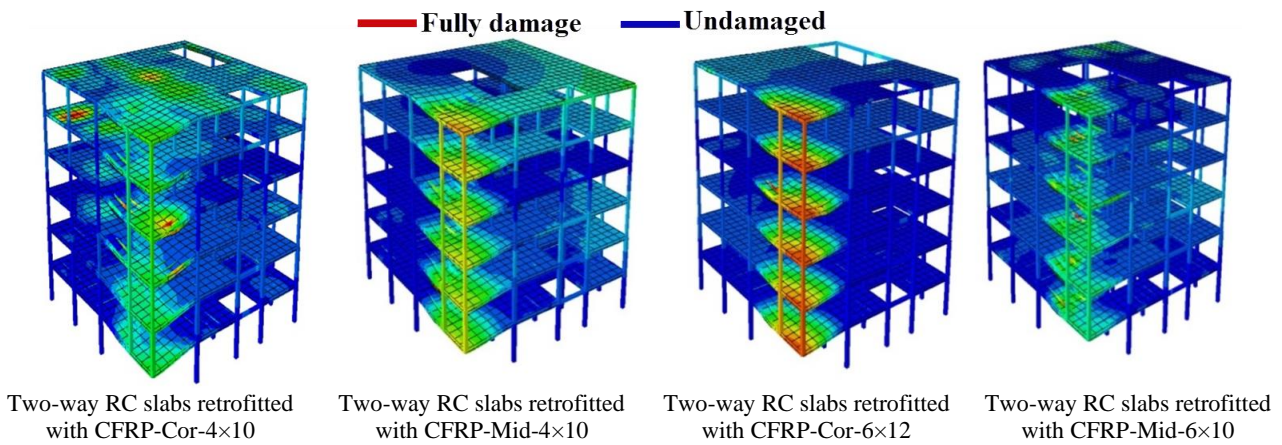 Fully damage Undamaged
Two-way RC slabs retrofitted
with CFRP-Cor-4×10
Two-way RC slabs retrofitted
with CFRP-Mid-4×10
Two-way RC slabs retrofitted
with CFRP-Cor-6×12
Two-way RC slabs retrofitted
with CFRP-Mid-6×10